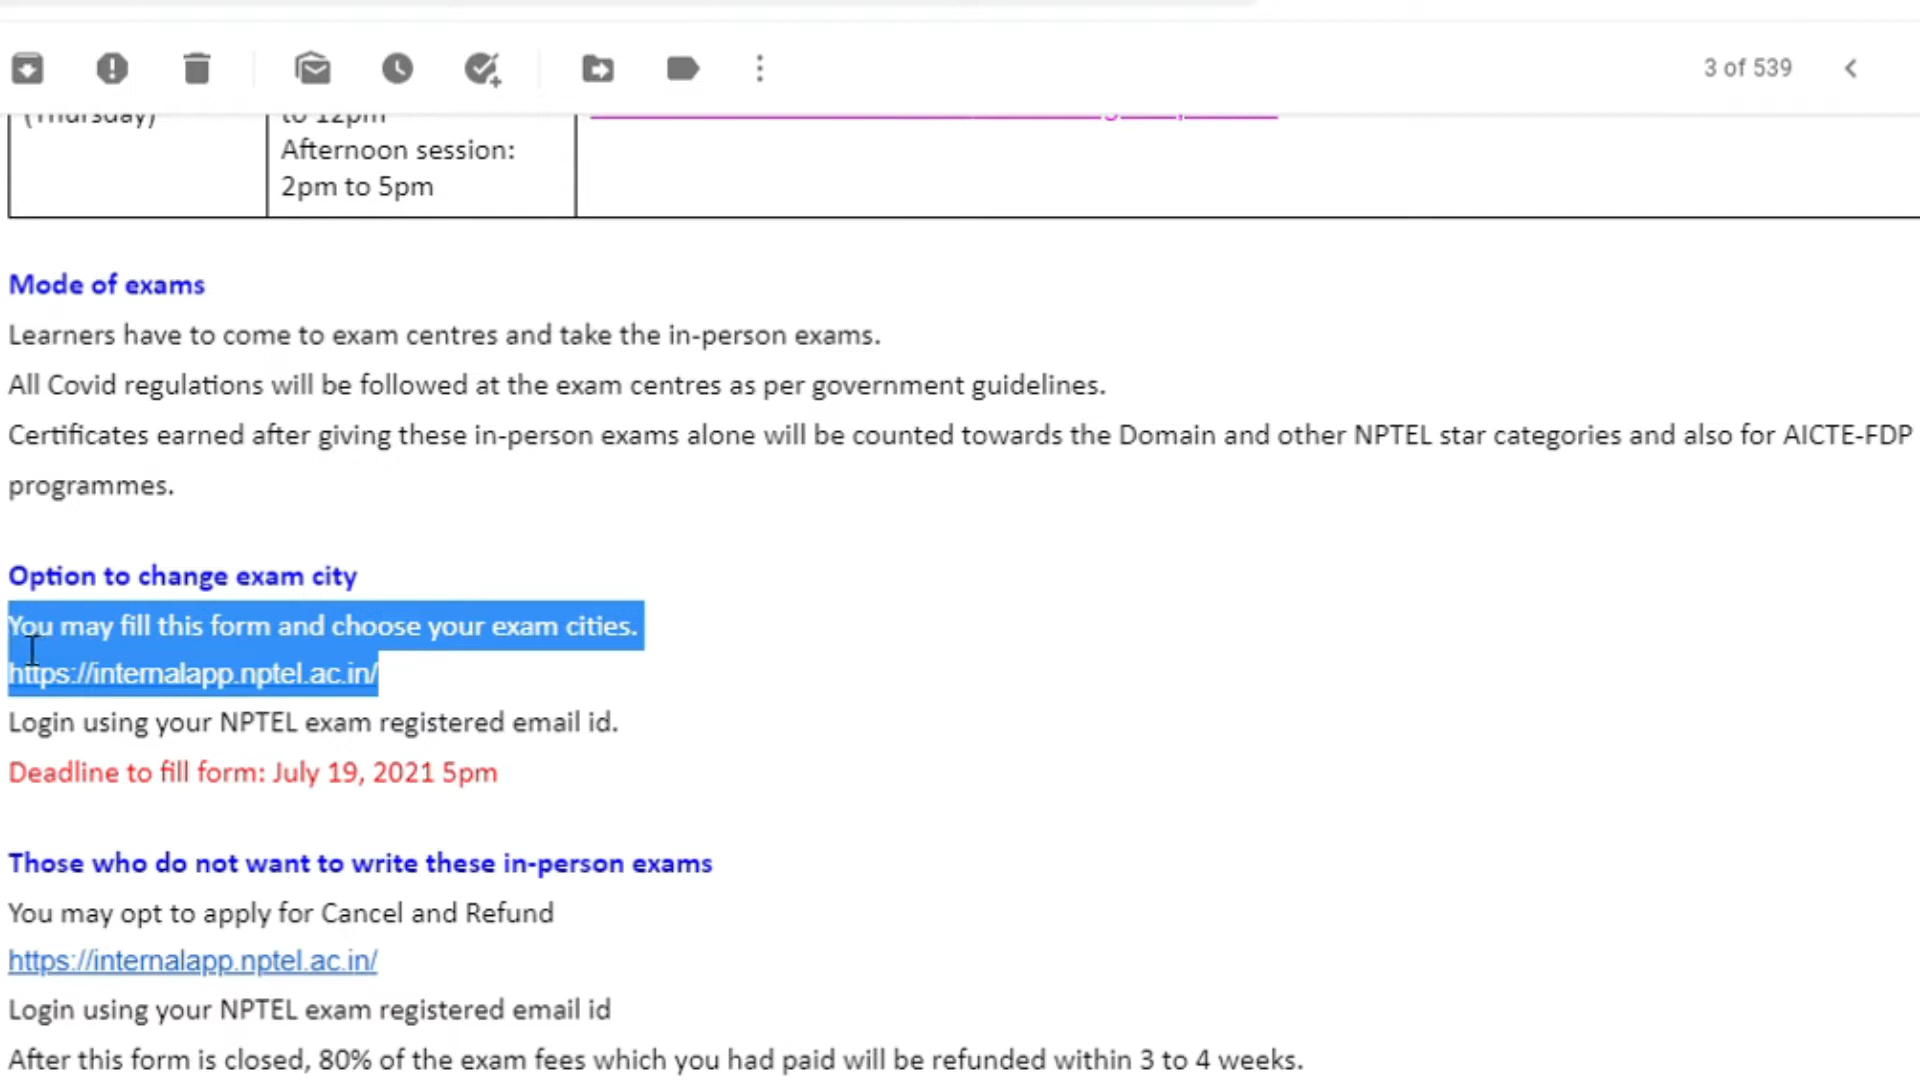 3 of 539
(Thursday)
to 12pm
Afternoon session:
2pm to 5pm
Mode of exams
Learners have to come to exam centres and take the in-person exams.
All Covid regulations will be followed at the exam centres as per government guidelines.
Certificates earned after giving these in-person exams alone will be counted towards the Domain and other NPTEL star categories and also for AICTE-FDP
programmes.
Option to change exam city
You may fill this form and choose your exam cities.
https://internalapp.nptel.ac.in/
Login using your NPTEL exam registered email id.
Deadline to fill form: July 19, 2021 5pm
Those who do not want to write these in-person exams
You may opt to apply for Cancel and Refund
https://internalapp.nptel.ac.in/
Login using your NPTEL exam registered email id
After this form is closed, 80% of the exam fees which you had paid will be refunded within 3 to 4 weeks.